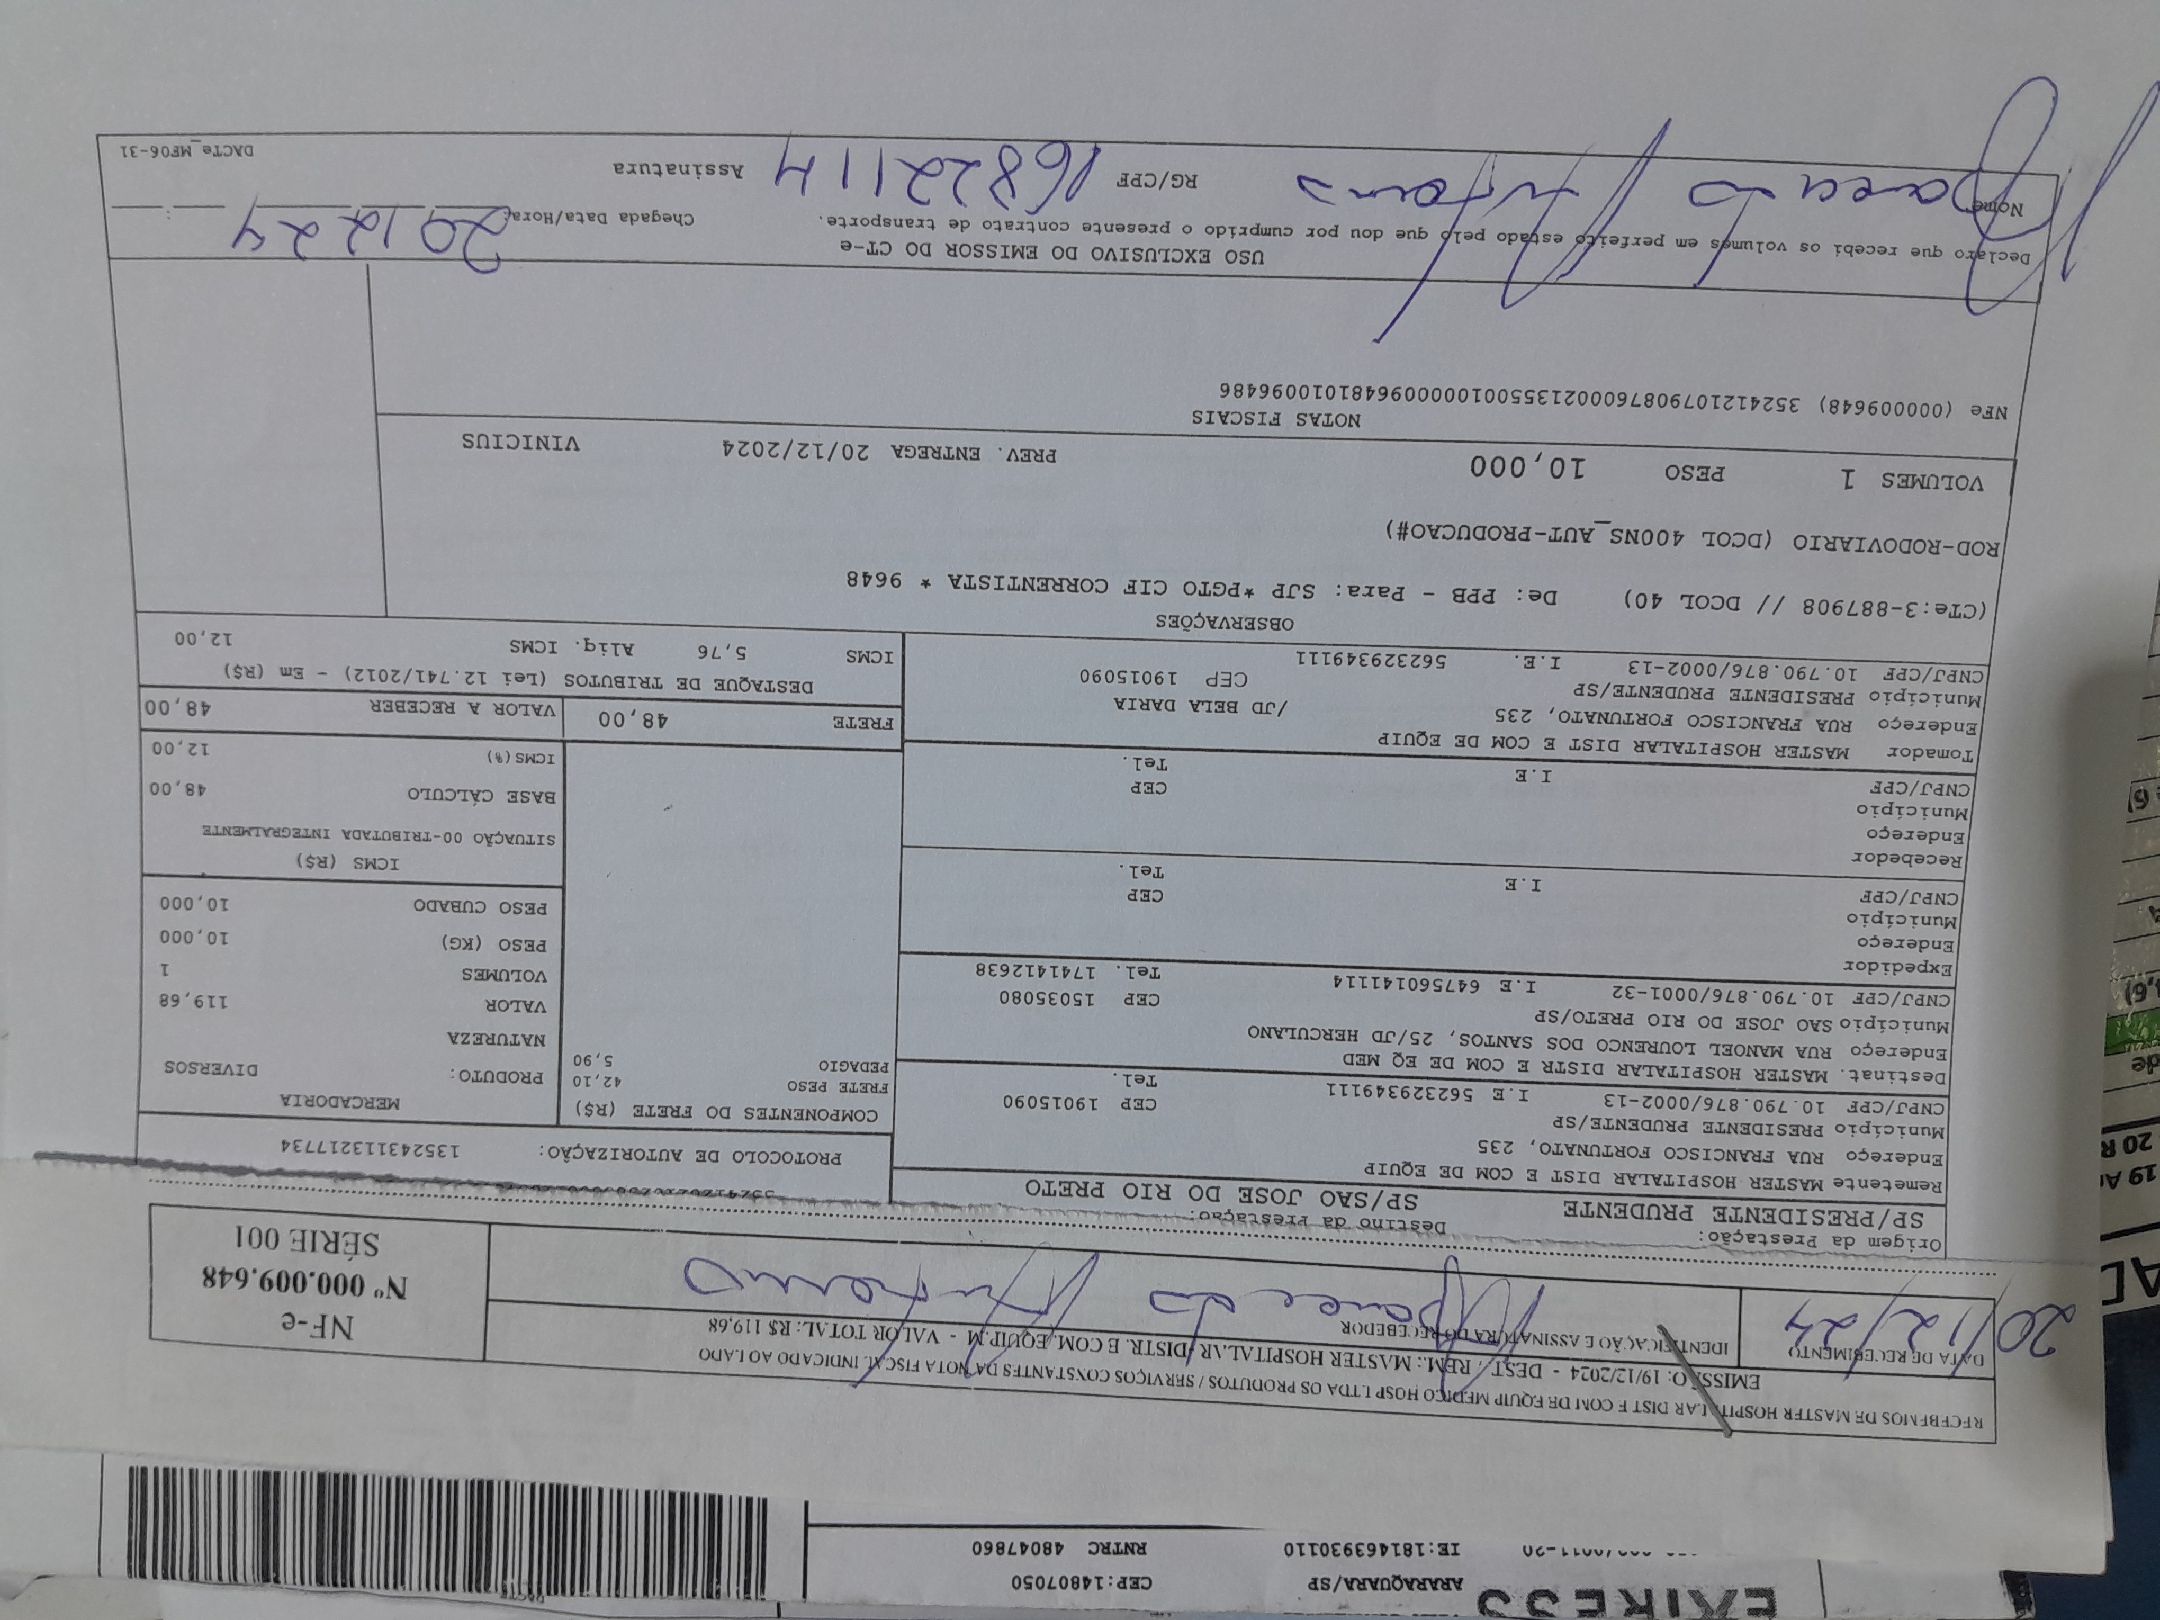 EXPRESS
ARARAQUARA/SP CEP:14807050
IE:181463930110 RNTRC 48047860
RECEBEMOS DE MASTER HOSPITALAR DIST E COM DE EQUIP MEDICO HOSP LTDA OS PRODUTOS / SERVIÇOS CONSTANTES DA NOTA FISCAL INDICADO AO LADO
EMISSÃO: 19/12/2024 - DEST. / REM.: MASTER HOSPITALAR DISTR. E COM. EQUIP.M - VALOR TOTAL: R$ 119,68
DATA DE RECEBIMENTO
20/12/24
IDENTIFICAÇÃO E ASSINATURA DO RECEBEDOR
Aparecido Antonio
NF-e
Nº 000.009.648
SÉRIE 001
Origem da Prestação:
SP/PRESIDENTE PRUDENTE
Destino da Prestação:
SP/SAO JOSE DO RIO PRETO
Remetente MASTER HOSPITALAR DIST E COM DE EQUIP
Endereço RUA FRANCISCO FORTUNATO, 235
Município PRESIDENTE PRUDENTE/SP CEP 19015090
CNPJ/CPF 10.790.876/0002-13 I.E 562329349111 Tel.
Destinat. MASTER HOSPITALAR DISTR E COM DE EQ MED
Endereço RUA MANOEL LOURENCO DOS SANTOS, 25/JD HERCULANO
Município SAO JOSE DO RIO PRETO/SP CEP 15035080
CNPJ/CPF 10.790.876/0001-32 I.E 647560141114 Tel. 1741412638
Expedidor
Endereço
Município CEP
CNPJ/CPF I.E Tel.
Recebedor
Endereço
Município CEP
CNPJ/CPF I.E Tel.
Tomador MASTER HOSPITALAR DIST E COM DE EQUIP
Endereço RUA FRANCISCO FORTUNATO, 235 /JD BELA DARIA
Município PRESIDENTE PRUDENTE/SP CEP 19015090
CNPJ/CPF 10.790.876/0002-13 I.E. 562329349111
PROTOCOLO DE AUTORIZAÇÃO: 135243113217734
COMPONENTES DO FRETE (R$)
FRETE PESO 42,10
PEDAGIO 5,90
MERCADORIA
PRODUTO: DIVERSOS
NATUREZA
VALOR 119,68
VOLUMES 1
PESO (KG) 10,000
PESO CUBADO 10,000
ICMS (R$)
SITUAÇÃO 00-TRIBUTADA INTEGRALMENTE
BASE CÁLCULO 48,00
ICMS(%) 12,00
FRETE 48,00 VALOR A RECEBER 48,00
DESTAQUE DE TRIBUTOS (Lei 12.741/2012) - Em (R$)
ICMS 5,76 Aliq. ICMS 12,00
OBSERVAÇÕES
(CTe:3-887908 // DCOL 40) De: PPB - Para: SJP *PGTO CIF CORRENTISTA * 9648
ROD-RODOVIARIO (DCOL 400NS_AUT-PRODUCAO#)
VOLUMES 1 PESO 10,000 PREV. ENTREGA 20/12/2024 VINICIUS
NOTAS FISCAIS
NFe (000009648) 35241210790876000213550010000096481010096486
USO EXCLUSIVO DO EMISSOR DO CT-e
Declaro que recebi os volumes em perfeito estado pelo que dou por cumprido o presente contrato de transporte.
Chegada Data/Hora: 201224
Nome Aparecido Antonio RG/CPF 16822114 Assinatura
DACTe_MF06-31